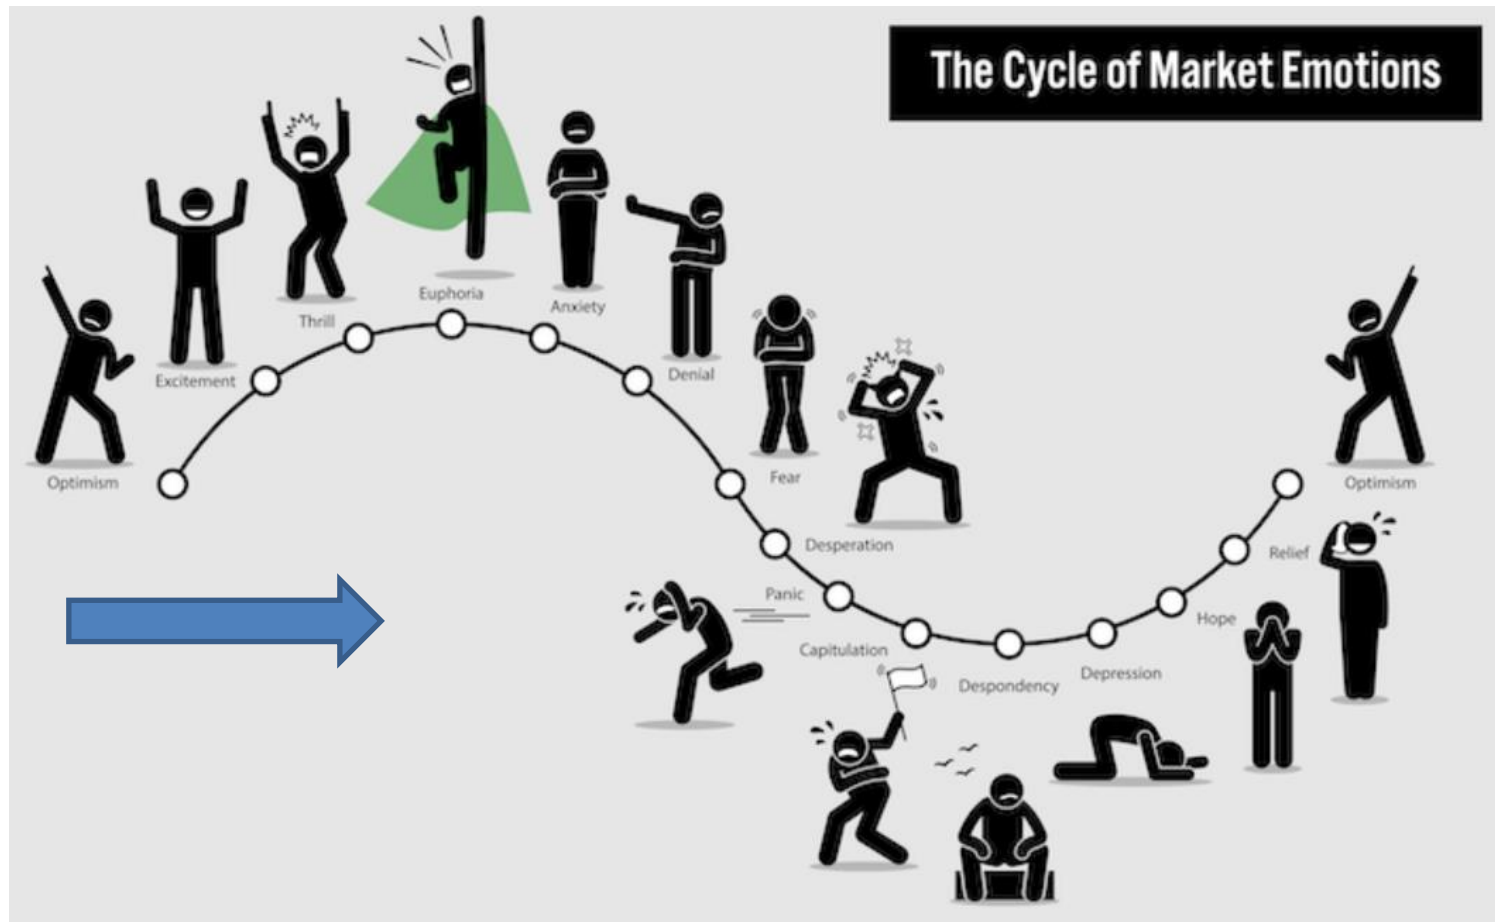 The Cycle of Market Emotions
Optimism
Excitement
Thrill
Euphoria
Anxiety
Denial
Fear
Desperation
Panic
Capitulation
Despondency
Depression
Hope
Relief
Optimism